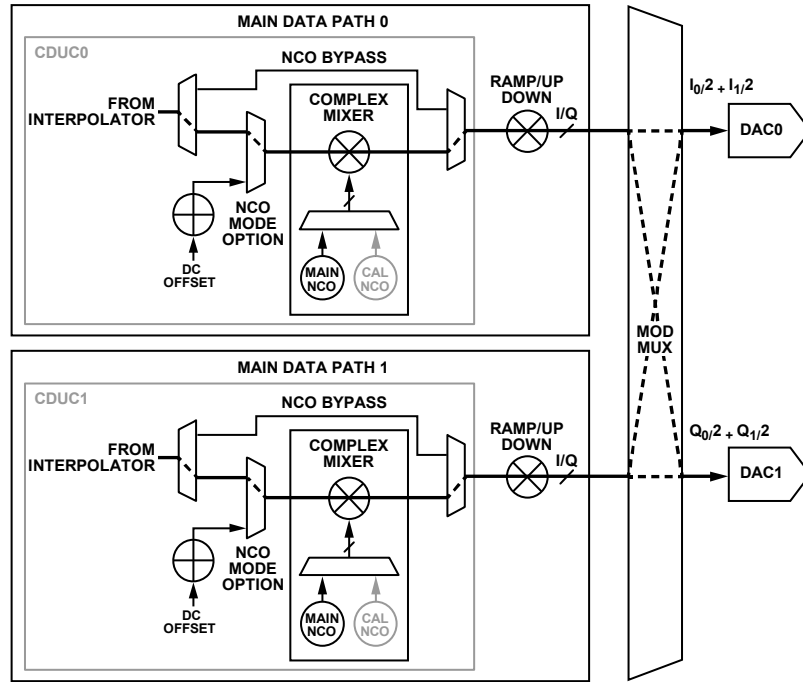 MAIN DATA PATH 0
CDUC0
NCO BYPASS
FROM
INTERPOLATOR
COMPLEX
MIXER
RAMP/UP
DOWN
I/Q
NCO
MODE
OPTION
DC
OFFSET
MAIN
NCO
CAL
NCO
I0/2 + I1/2
DAC0
MOD
MUX
MAIN DATA PATH 1
CDUC1
NCO BYPASS
FROM
INTERPOLATOR
COMPLEX
MIXER
RAMP/UP
DOWN
I/Q
NCO
MODE
OPTION
DC
OFFSET
MAIN
NCO
CAL
NCO
Q0/2 + Q1/2
DAC1